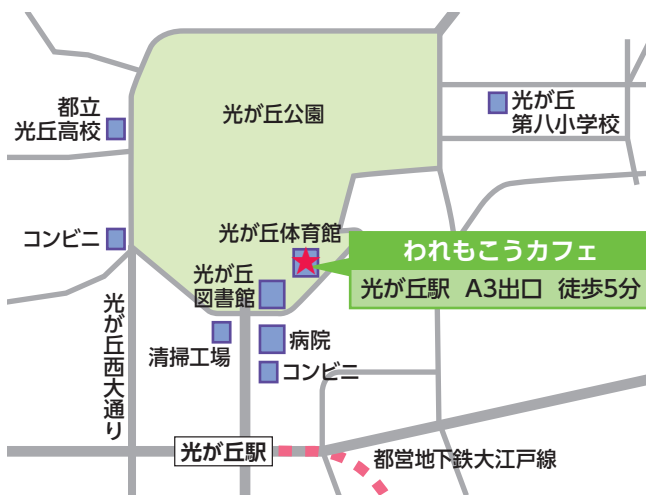 都立
光丘高校
光が丘公園
光が丘
第八小学校
コンビニ
光が丘体育館
われもこうカフェ
光が丘駅 A3出口 徒歩5分
光が丘
図書館
光が丘西大通り
清掃工場
病院
コンビニ
光が丘駅
都営地下鉄大江戸線